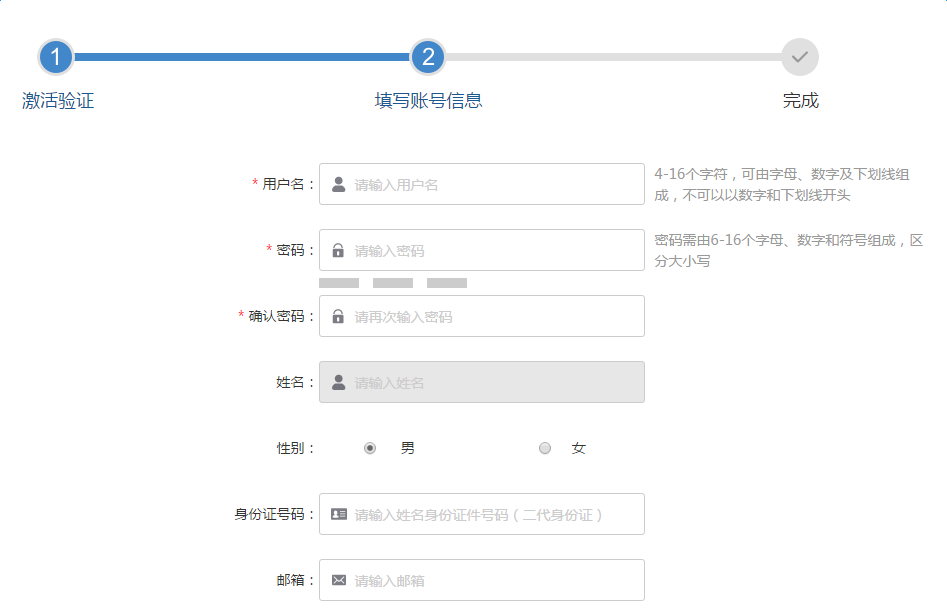 1
2
激活验证
填写账号信息
完成
* 用户名：
请输入用户名
4-16个字符，可由字母、数字及下划线组
成，不可以以数字和下划线开头
* 密码：
请输入密码
密码需由6-16个字母、数字和符号组成，区
分大小写
* 确认密码：
请再次输入密码
姓名：
请输入姓名
性别：
男
女
身份证号码：
请输入姓名身份证件号码（二代身份证）
邮箱：
请输入邮箱